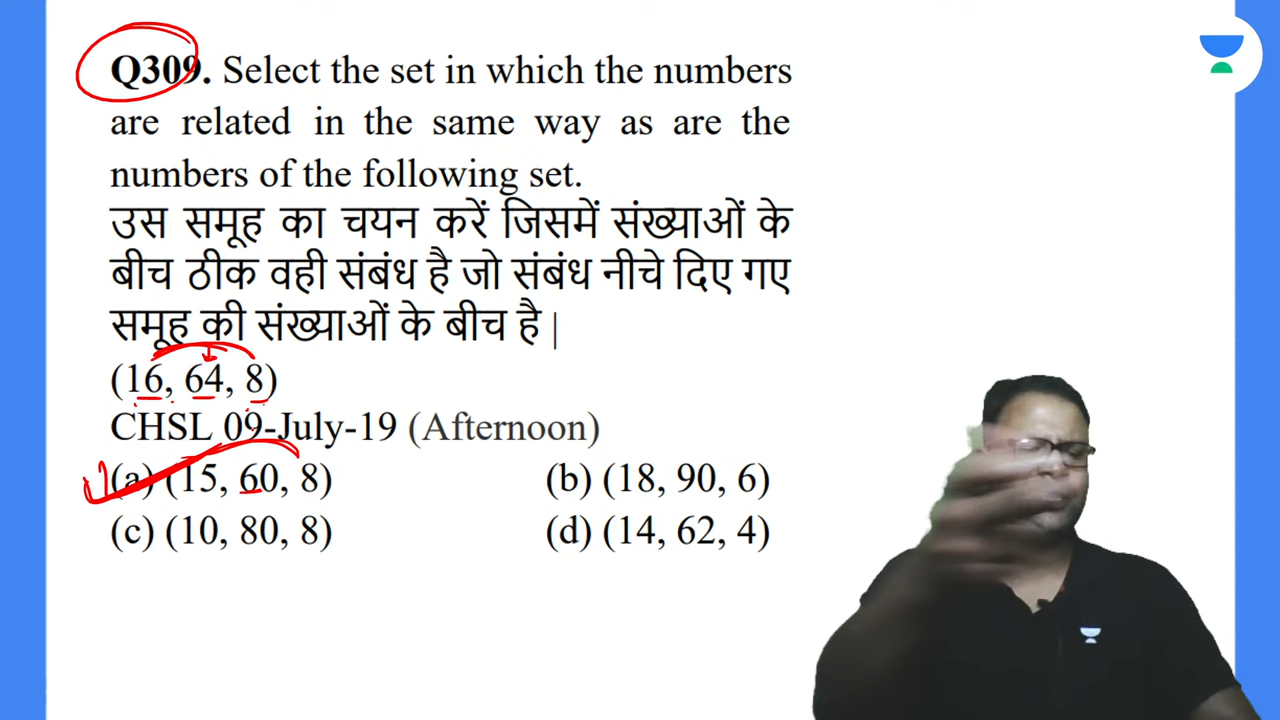 Q309. Select the set in which the numbers
are related in the same way as are the
numbers of the following set.
उस समूह का चयन करें जिसमें संख्याओं के
बीच ठीक वही संबंध है जो संबंध नीचे दिए गए
समूह की संख्याओं के बीच है |
(16, 64, 8)
CHSL 09-July-19 (Afternoon)
(a) (15, 60, 8) (b) (18, 90, 6)
(c) (10, 80, 8) (d) (14, 62, 4)